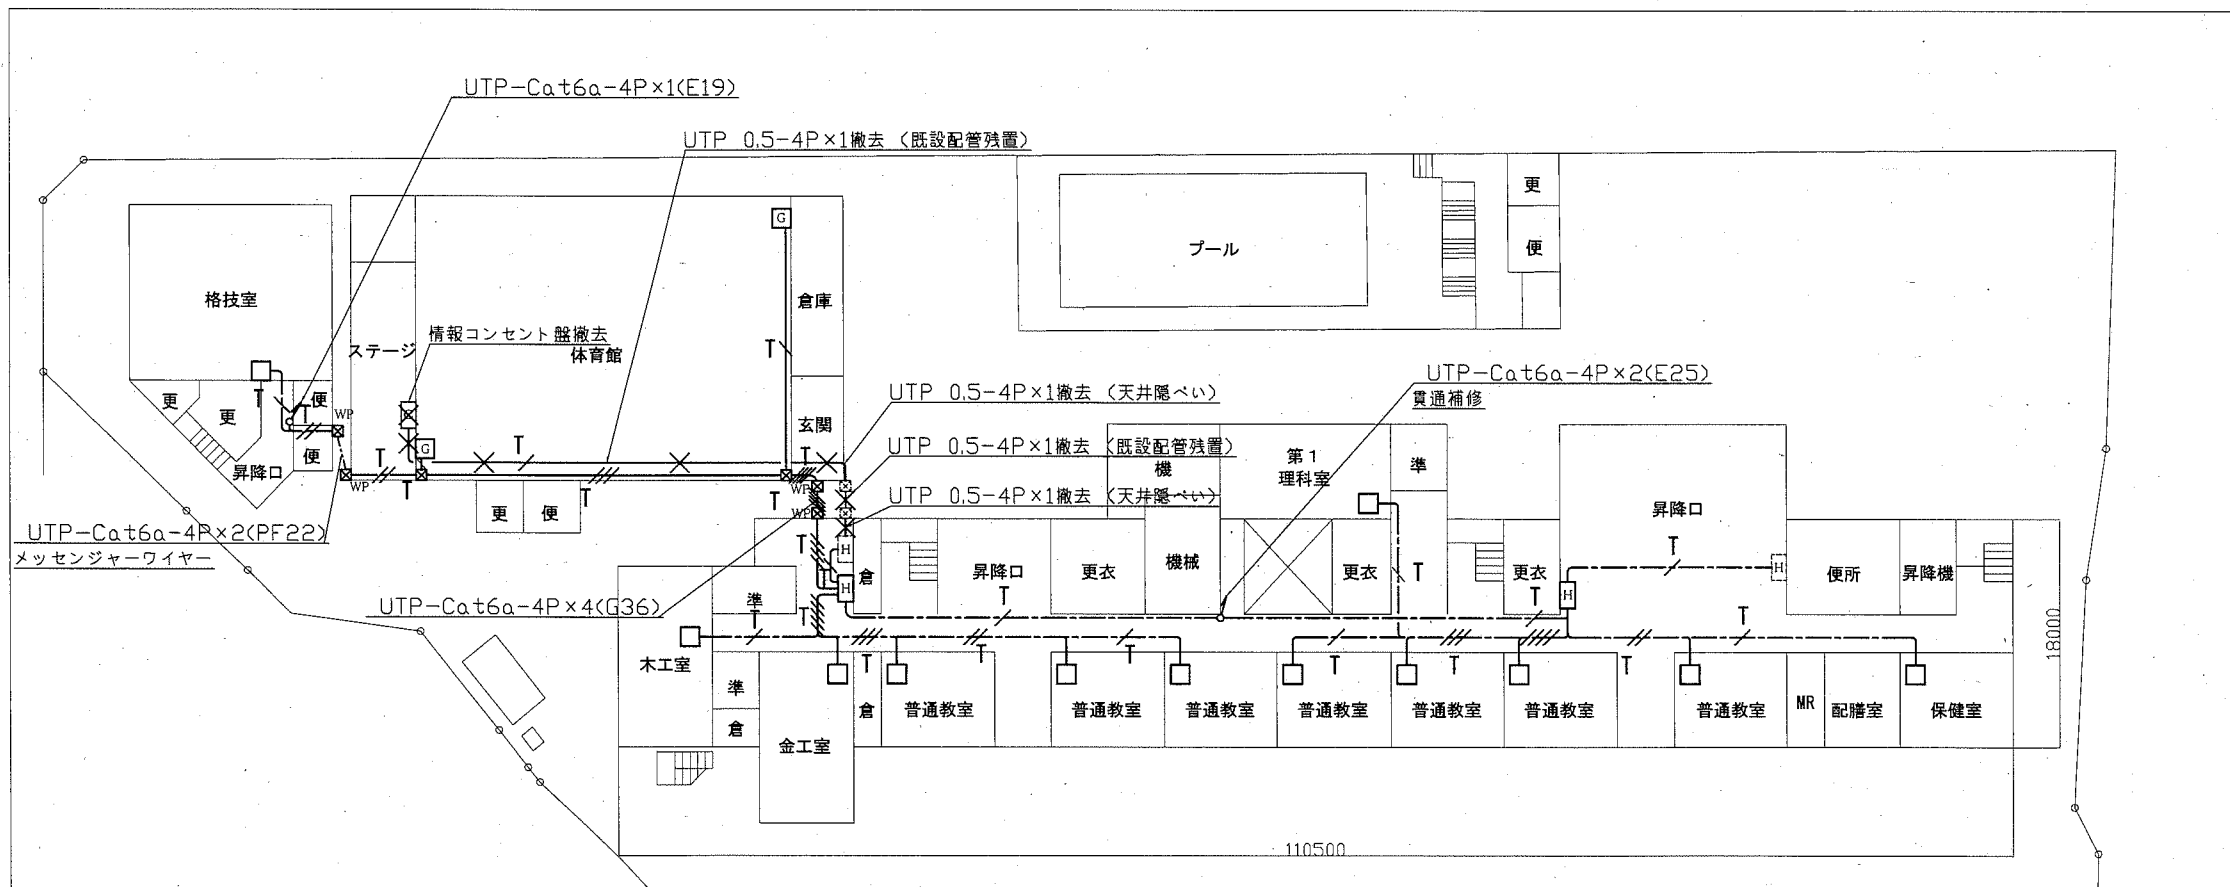 UTP-Cat6a-4P×1(E19)
UTP 0.5-4P×1撤去 (既設配管残置)
更
便
プール
格技室
倉庫
情報コンセント盤撤去
ステージ
体育館
T
UTP-Cat6a-4P×2(E25)
貫通補修
UTP 0.5-4P×1撤去 (天井隠ぺい)
玄関
更
更
便
便
昇降口
WP
WP
T
T
T
T
T
T
T
G
G
UTP 0.5-4P×1撤去 (既設配管残置)
機
第1
理科室
準
UTP 0.5-4P×1撤去 (天井隠ぺい)
WP
WP
更
便
昇降口
UTP-Cat6a-4P×2(PF22)
メッセンジャーワイヤー
T
H
H
倉
昇降口
更衣
機械
更衣
T
更衣
T
H
H
便所
昇降機
UTP-Cat6a-4P×4(G36)
準
T
T
T
T
T
18000
木工室
T
T
T
T
T
T
準
倉
倉
金工室
普通教室
普通教室
普通教室
普通教室
普通教室
普通教室
普通教室
MR
配膳室
保健室
110500